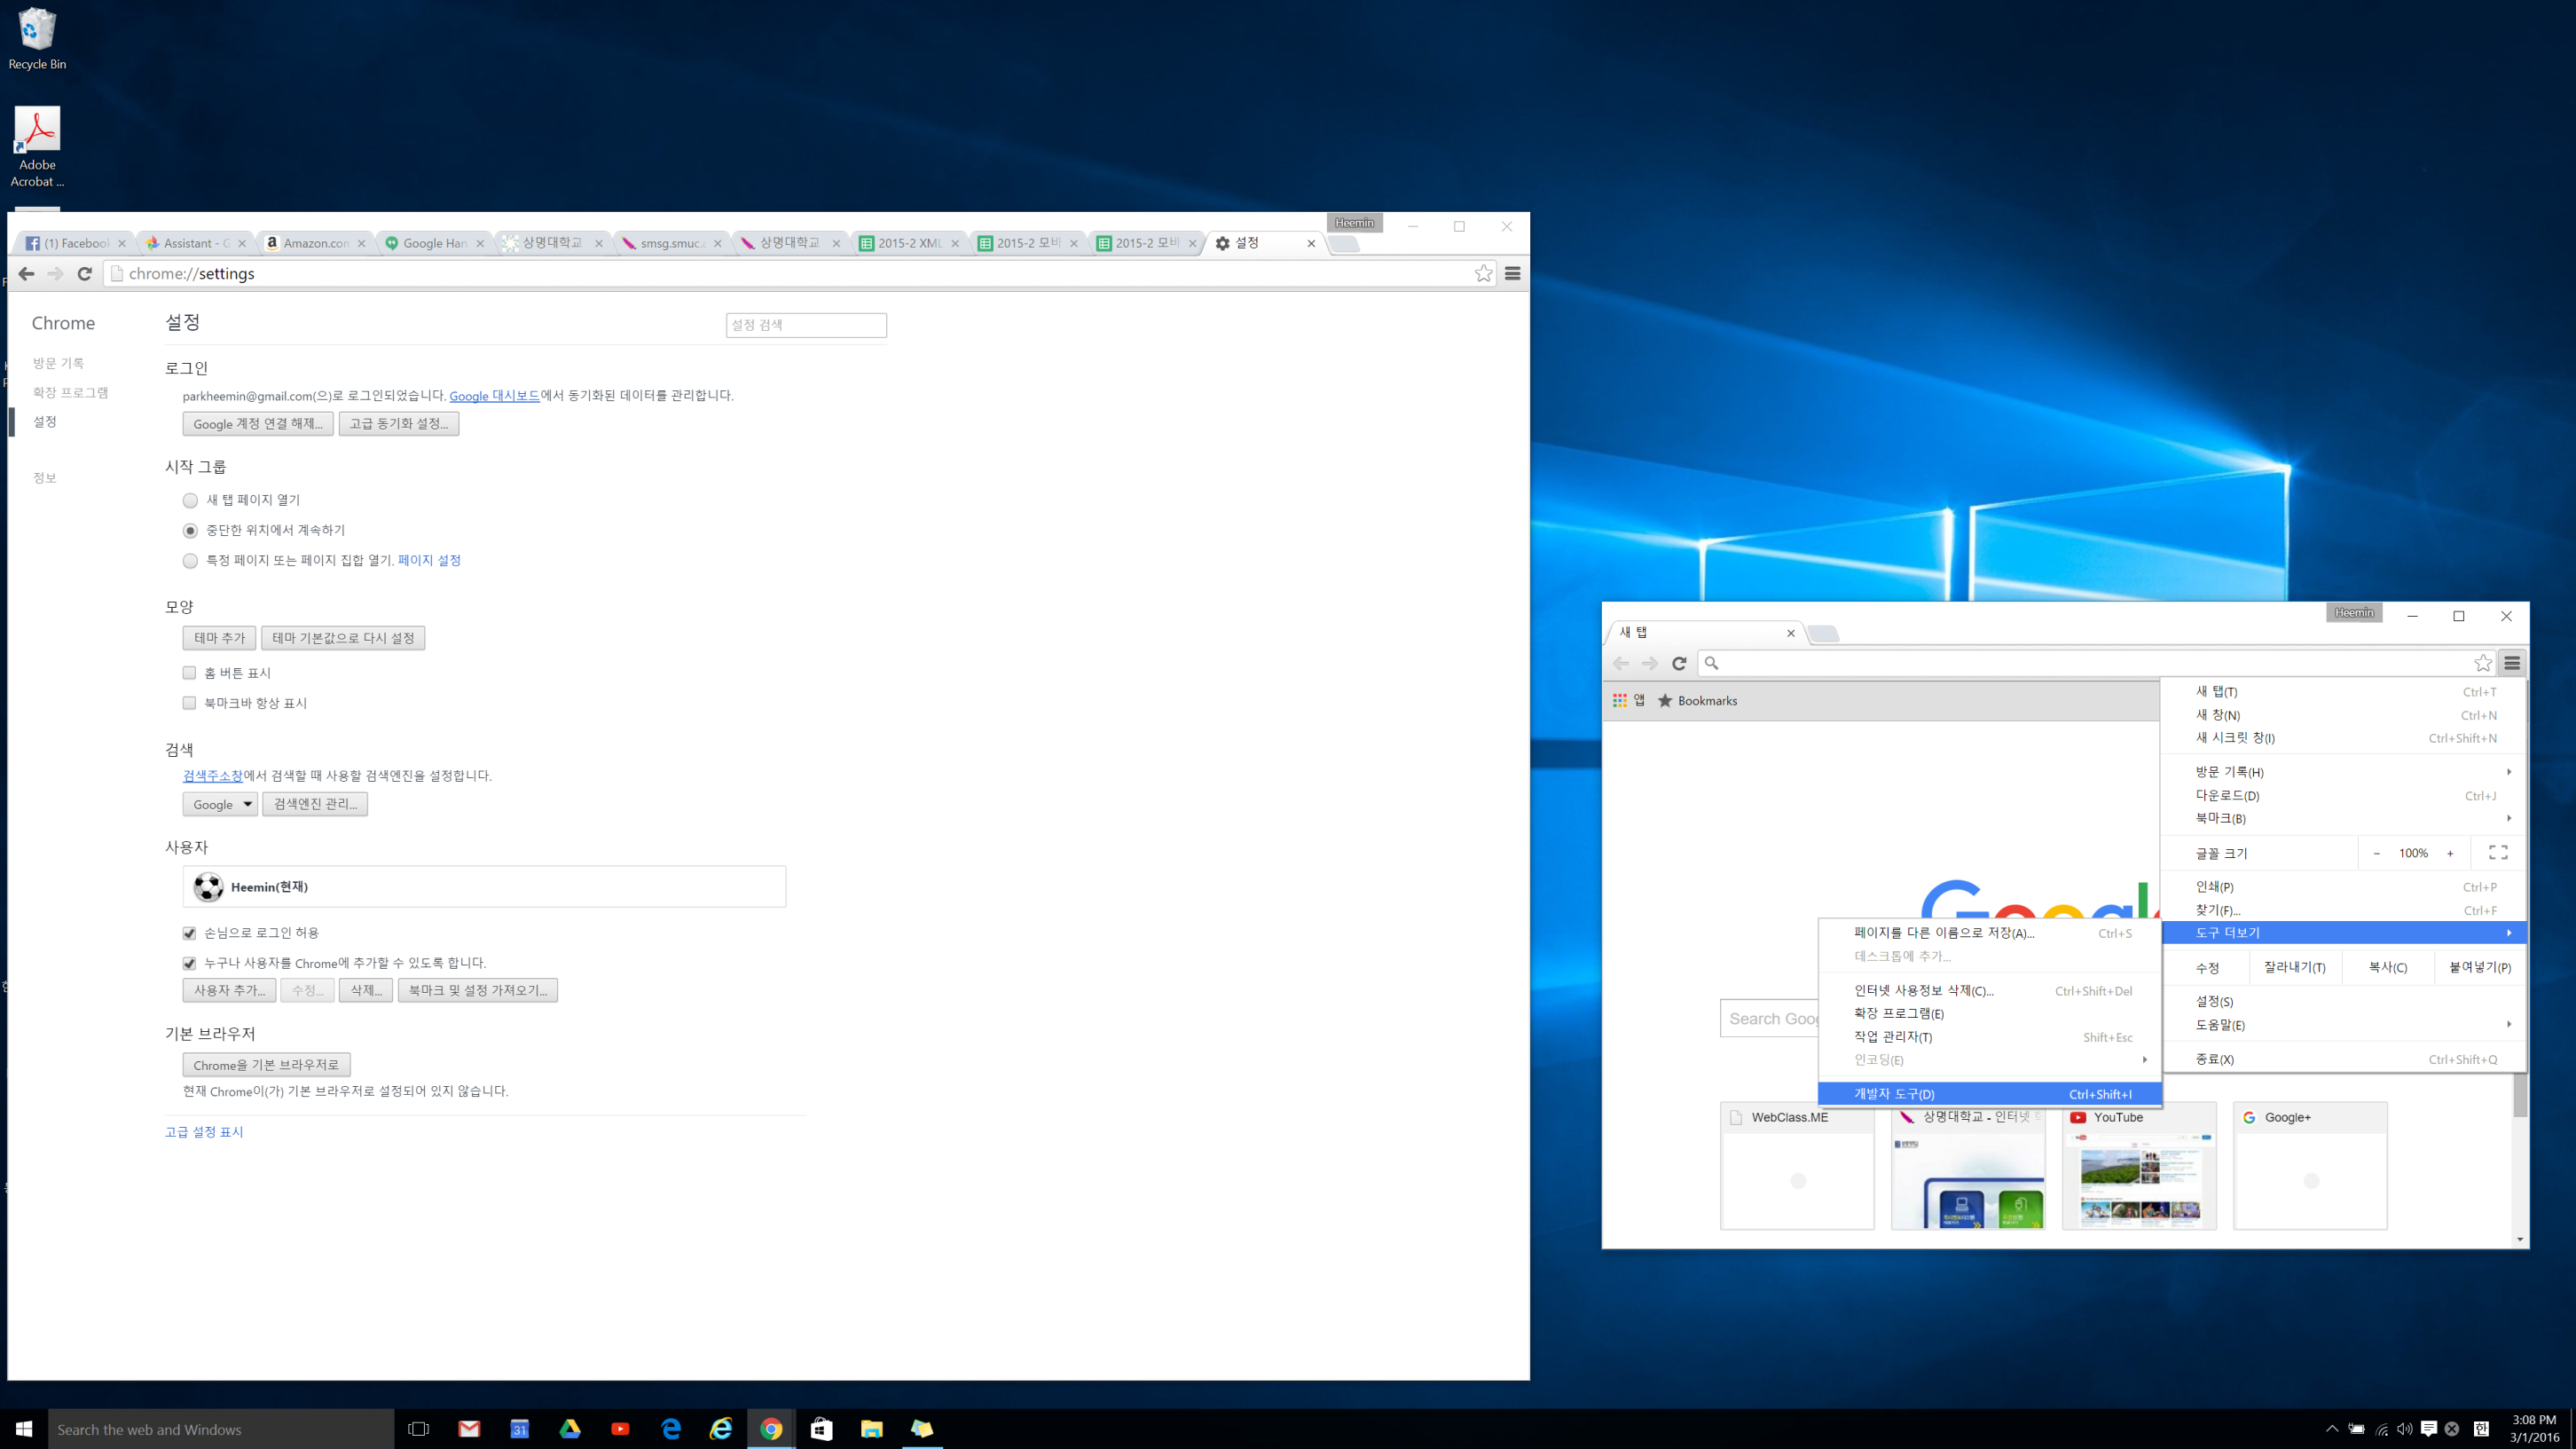 Recycle Bin
Adobe
Acrobat ...
Heemin
(1) Facebook
Assistant - G
Amazon.com
Google Han
상명대학교
smsg.smuc.a
상명대학교
2015-2 XML
2015-2 모바
2015-2 모바
설정
chrome://settings
Chrome
설정
설정 검색
방문 기록
확장 프로그램
설정
정보
로그인
parkheemin@gmail.com(으)로 로그인되었습니다. Google 대시보드에서 동기화된 데이터를 관리합니다.
Google 계정 연결 해제... 고급 동기화 설정...
시작 그룹
새 탭 페이지 열기
중단한 위치에서 계속하기
특정 페이지 또는 페이지 집합 열기. 페이지 설정
모양
테마 추가 테마 기본값으로 다시 설정
홈 버튼 표시
북마크바 항상 표시
검색
검색주소창에서 검색할 때 사용할 검색엔진을 설정합니다.
Google 검색엔진 관리...
사용자
Heemin(현재)
손님으로 로그인 허용
누구나 사용자를 Chrome에 추가할 수 있도록 합니다.
사용자 추가... 수정... 삭제... 북마크 및 설정 가져오기...
기본 브라우저
Chrome을 기본 브라우저로
현재 Chrome이(가) 기본 브라우저로 설정되어 있지 않습니다.
고급 설정 표시
Heemin
새 탭
앱 Bookmarks
새 탭(T) Ctrl+T
새 창(N) Ctrl+N
새 시크릿 창(I) Ctrl+Shift+N
방문 기록(H)
다운로드(D) Ctrl+J
북마크(B)
글꼴 크기 - 100% +
인쇄(P) Ctrl+P
찾기(F)... Ctrl+F
도구 더보기
수정 잘라내기(T) 복사(C) 붙여넣기(P)
설정(S)
도움말(E)
종료(X) Ctrl+Shift+Q
페이지를 다른 이름으로 저장(A)... Ctrl+S
데스크톱에 추가...
인터넷 사용정보 삭제(C)... Ctrl+Shift+Del
확장 프로그램(E)
작업 관리자(T) Shift+Esc
인코딩(E)
개발자 도구(D) Ctrl+Shift+I
Google
Search Goog
WebClass.ME
상명대학교 - 인터넷
YouTube
Google+
Search the web and Windows
31
한
3:08 PM
3/1/2016